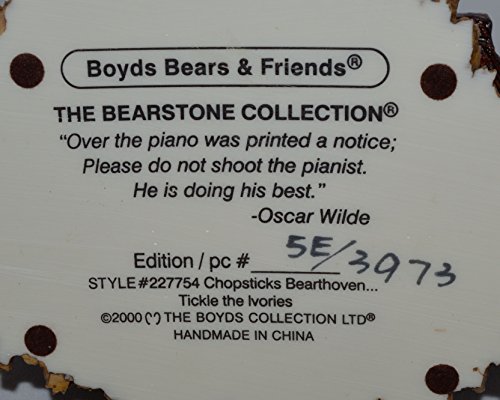 Boyds Bears & Friends®
THE BEARSTONE COLLECTION®
“Over the piano was printed a notice;
Please do not shoot the pianist.
He is doing his best.”
-Oscar Wilde
Edition / pc # 5E/3973
STYLE #227754 Chopsticks Bearthoven...
Tickle the Ivories
©2000 (“) THE BOYDS COLLECTION LTD®
HANDMADE IN CHINA